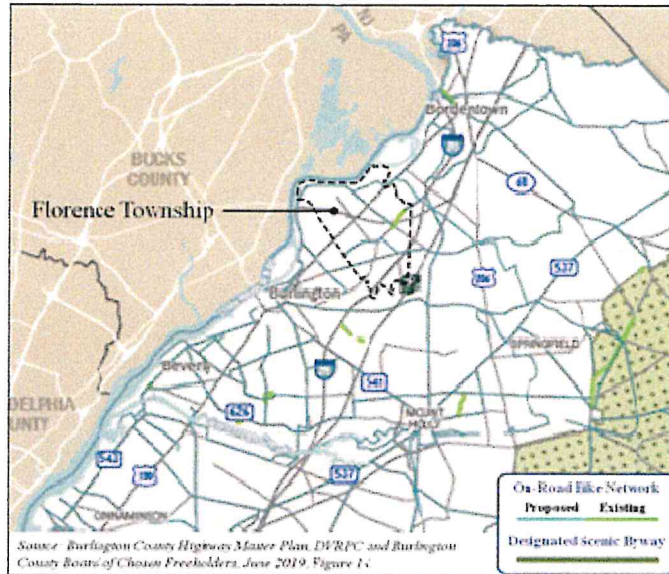 NJ
PA
206
Bordentown
BUCKS
COUNTY
68
Florence Township
537
206
Burlington
SPRINGFIELD
Beverly
541
626
MOUNT
HOLLY
DELPHIA
UNTY
543
130
537
CINNAMINSON
On-Road Bike Network
Proposed Existing
Designated Scenic Byway
Source: Burlington County Highway Master Plan, DVRPC and Burlington
County Board of Chosen Freeholders, June 2019, Figure 14.